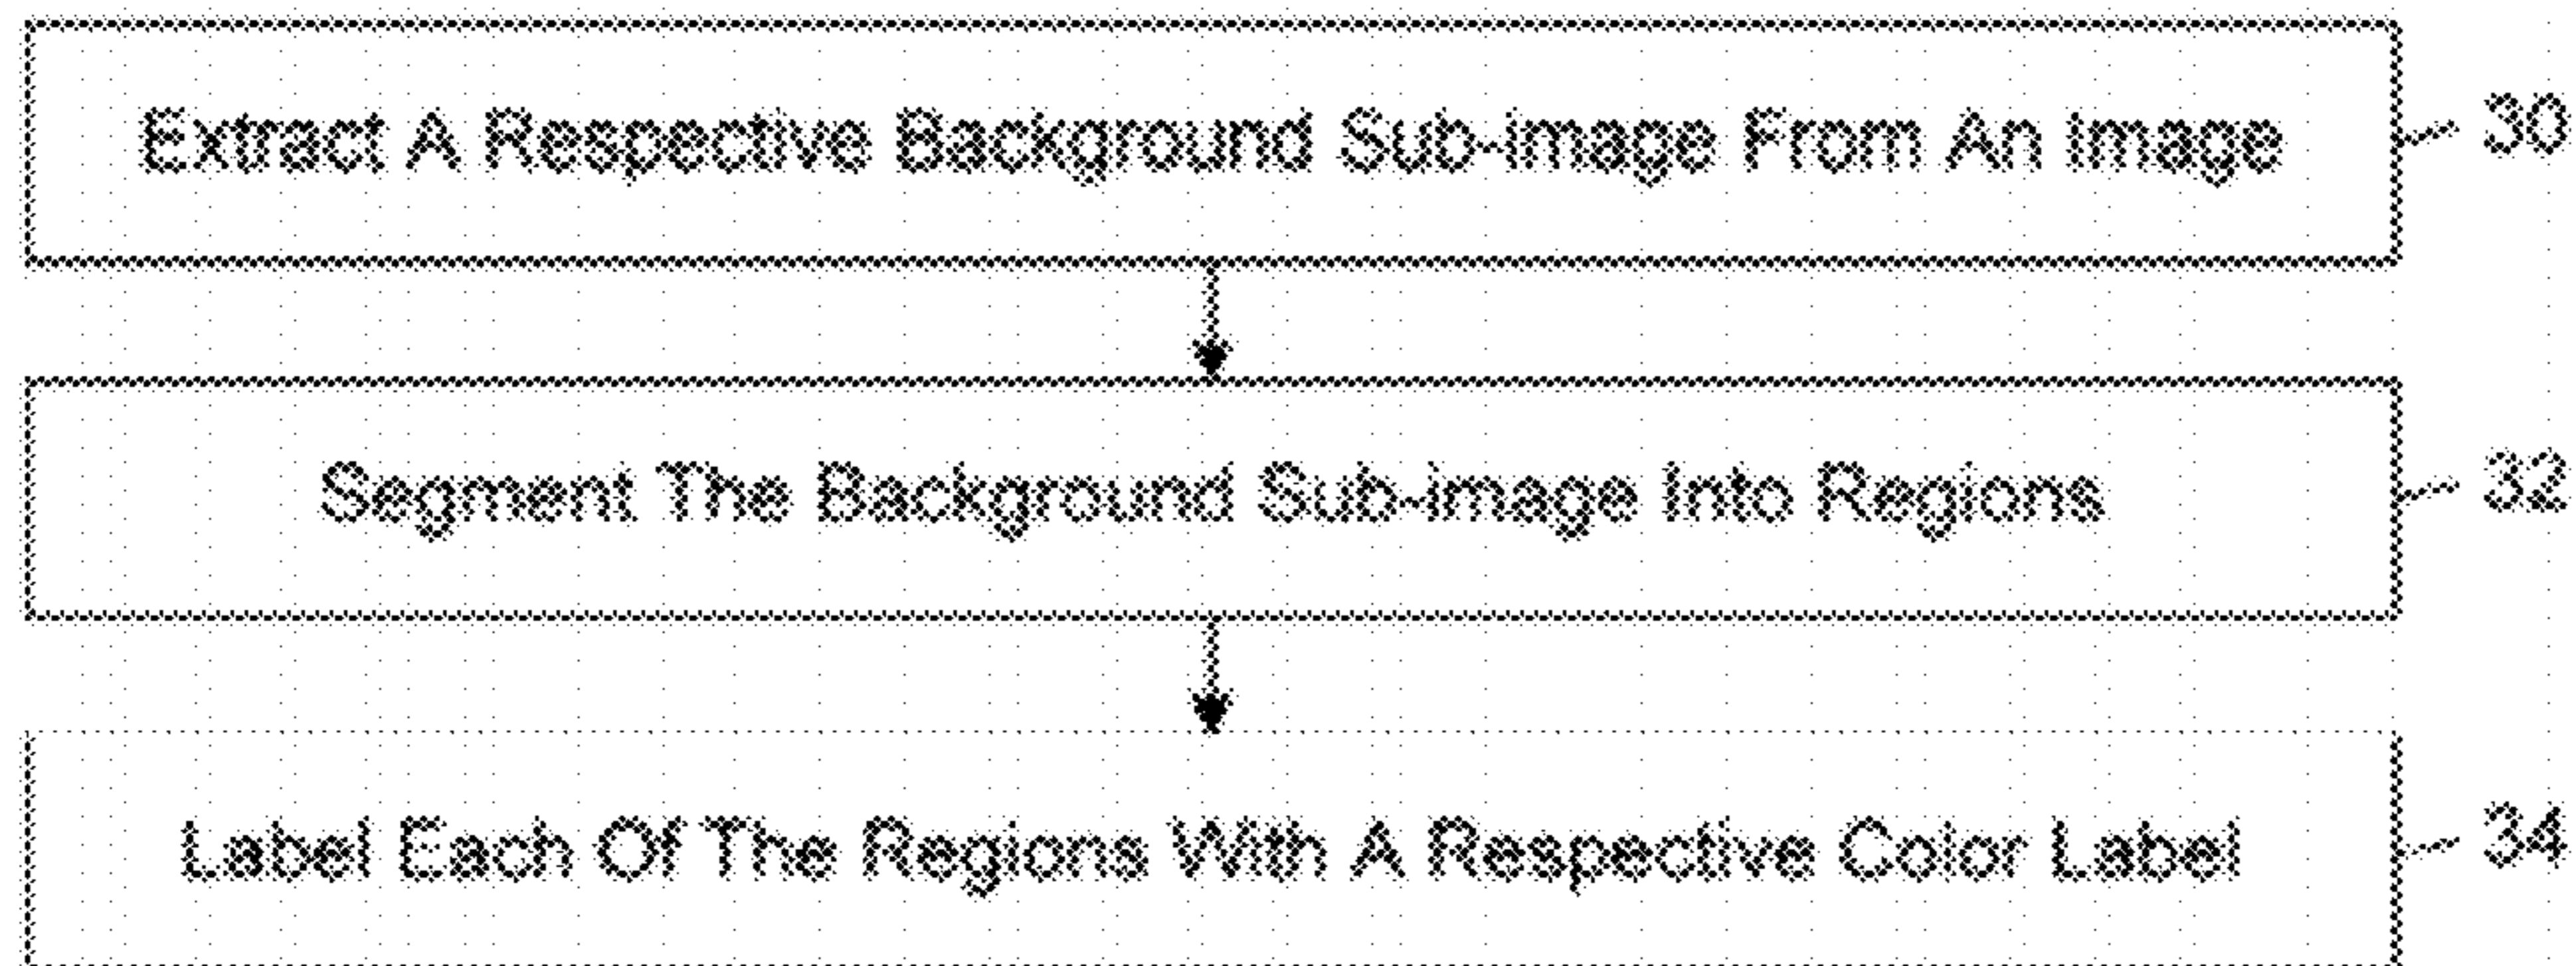 Extract A Respective Background Sub-image From An Image 30
Segment The Background Sub-image Into Regions 32
Label Each Of The Regions With A Respective Color Label 34